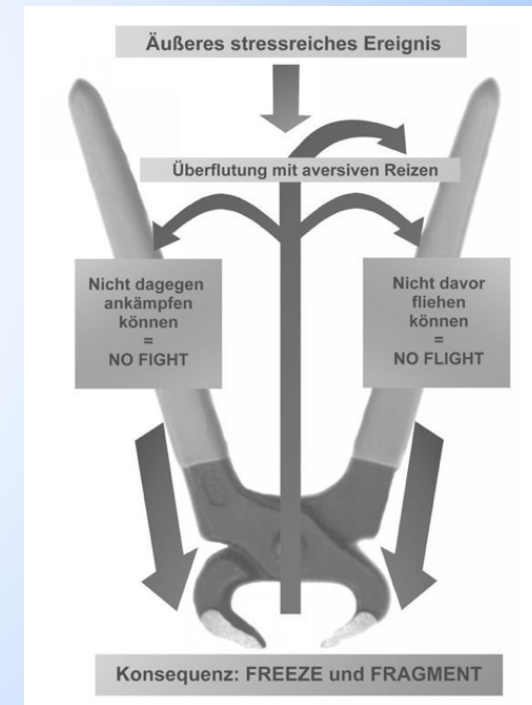 Äußeres stressreiches Ereignis
Überflutung mit aversiven Reizen
Nicht dagegen
ankämpfen
können
=
NO FIGHT
Nicht davor
fliehen
können
=
NO FLIGHT
Konsequenz: FREEZE und FRAGMENT